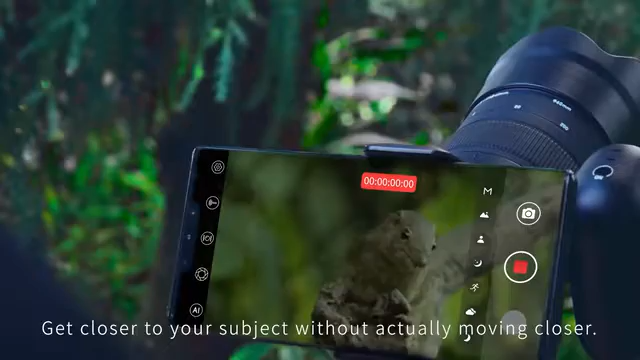 00:00:00:00
M
AI
Get closer to your subject without actually moving closer.